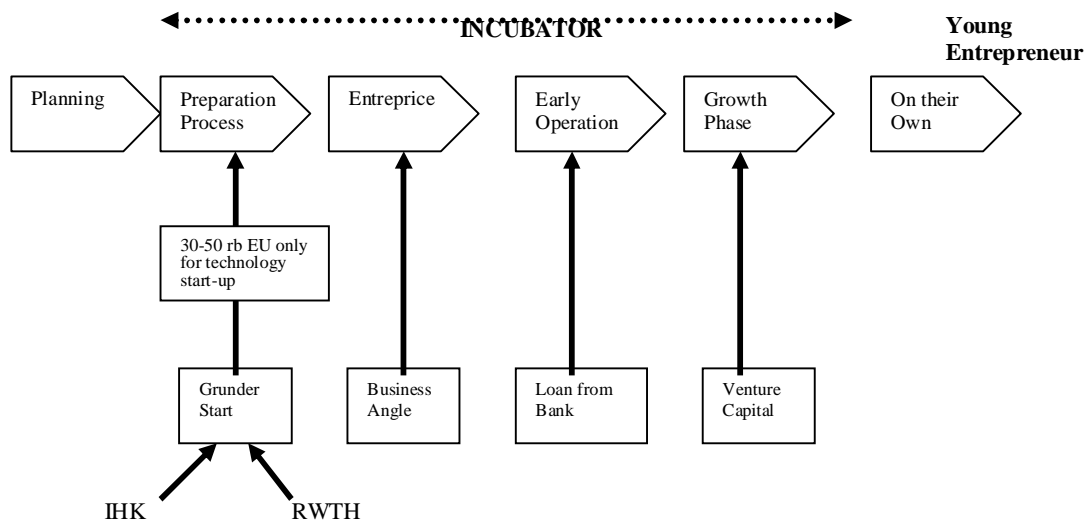 INCUBATOR
Young
Entrepreneur
Planning
Preparation
Process
Entreprice
Early
Operation
Growth
Phase
On their
Own
30-50 rb EU only
for technology
start-up
Grunder
Start
Business
Angle
Loan from
Bank
Venture
Capital
IHK
RWTH